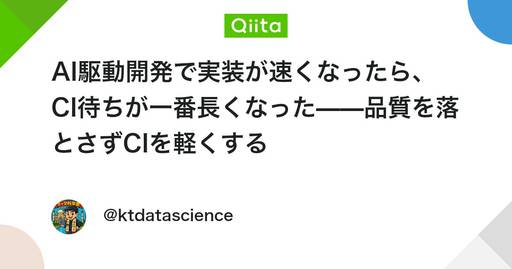 Qiita
AI駆動開発で実装が速くなったら、
CI待ちが一番長くなった——品質を落
とさずCIを軽くする
@ktdatascience